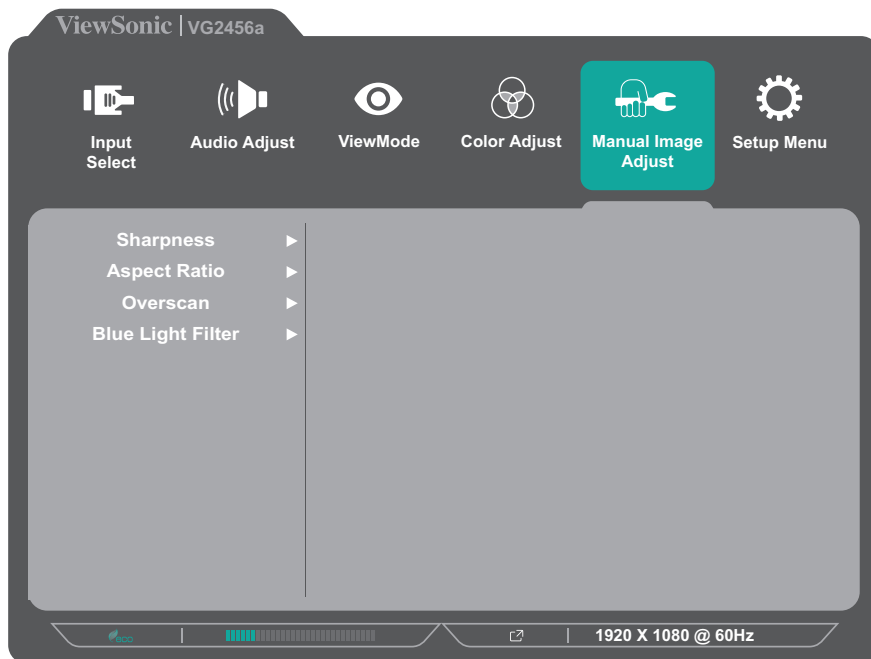 ViewSonic | VG2456a
Input
Select
Audio Adjust
ViewMode
Color Adjust
Manual Image
Adjust
Setup Menu
Sharpness
Aspect Ratio
Overscan
Blue Light Filter
eco
1920 X 1080 @ 60Hz